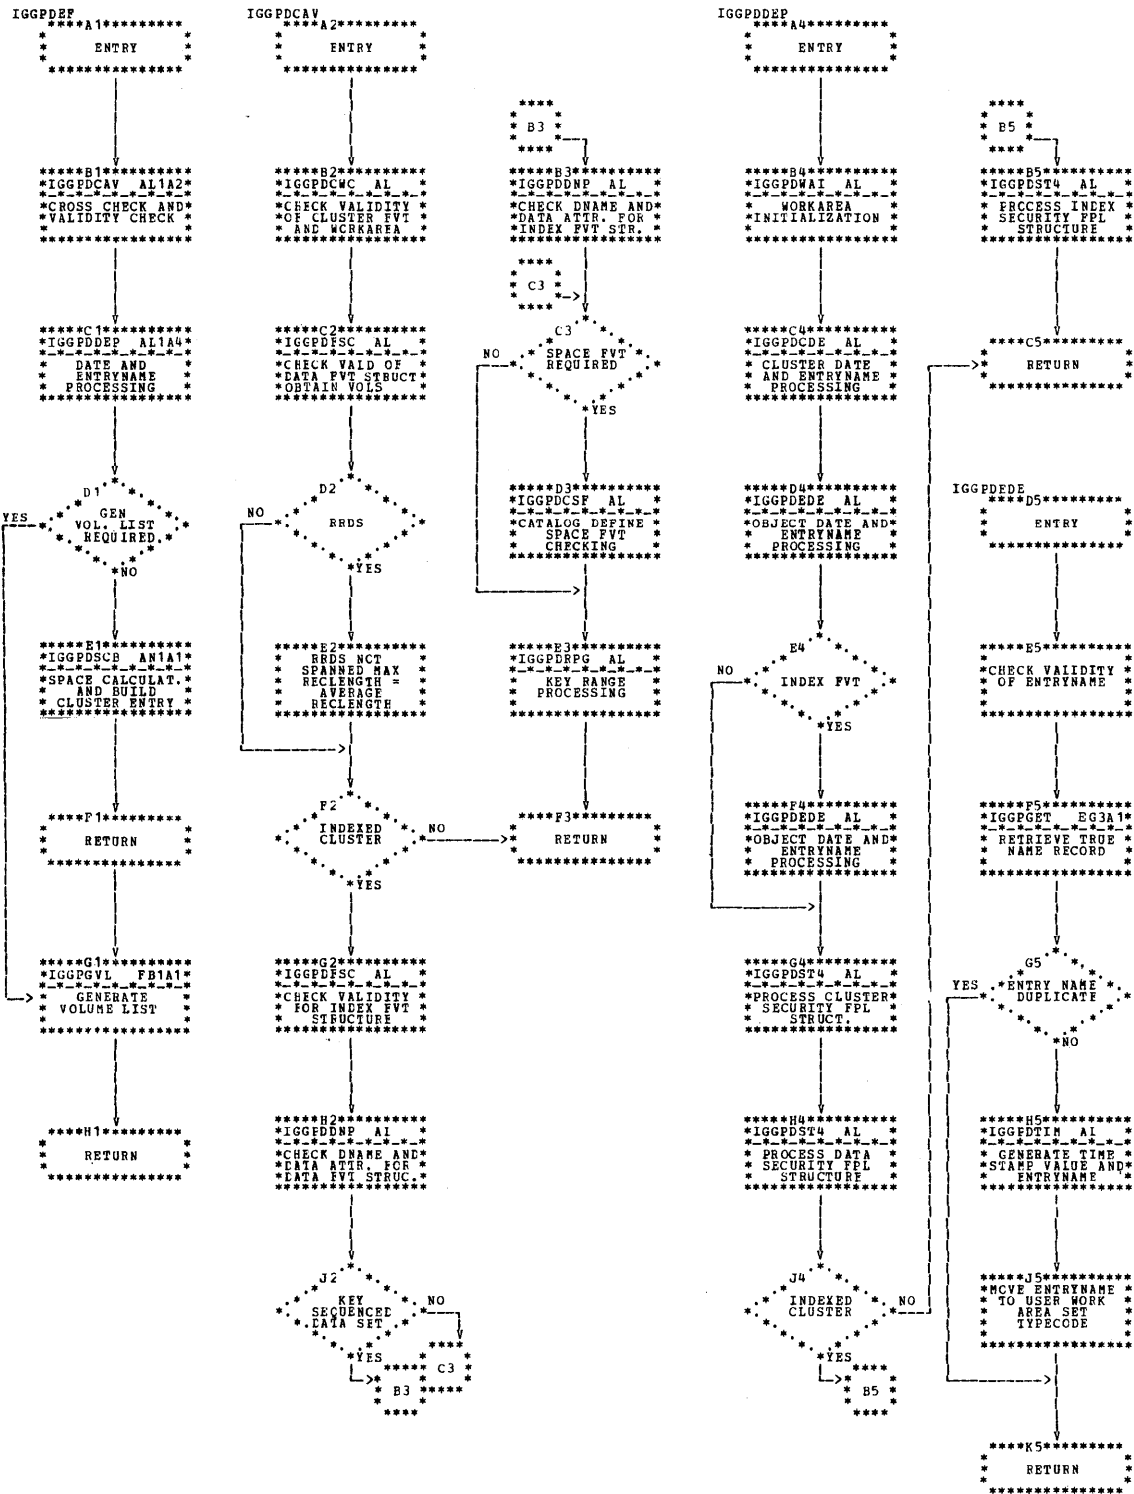 IGGPDEF
A1
ENTRY
B1
IGGPDCAV AL1A2
CROSS CHECK AND
VALIDITY CHECK
C1
IGGPDDEP AL1A4
DATE AND
ENTRYNAME
PROCESSING
D1
GEN
VOL. LIST
REQUIRED
YES
NO
E1
IGGPDSCB AN1A1
SPACE CALCULAT.
AND BUILD
CLUSTER ENTRY
F1
RETURN
G1
IGGPGVL FB1A1
GENERATE
VOLUME LIST
H1
RETURN
IGGPDCAV
A2
ENTRY
B2
IGGPDCWC AL
CHECK VALIDITY
OF CLUSTER FVT
AND WORKAREA
C2
IGGPDFSC AL
CHECK VALD OF
DATA FVT STRUCT
OBTAIN VOLS
D2
RRDS
NO
YES
E2
RRDS NCT
SPANNED MAX
RECLENGTH =
AVERAGE
RECLENGTH
F2
INDEXED
CLUSTER
NO
YES
G2
IGGPDFSC AL
CHECK VALIDITY
FOR INDEX FVT
STRUCTURE
H2
IGGPDDNP AL
CHECK DNAME AND
DATA ATTR. FOR
DATA FVT STRUC.
J2
KEY
SEQUENCED
DATA SET
NO
YES
C3
B3
B3
B3
IGGPDDNP AL
CHECK DNAME AND
DATA ATTR. FOR
INDEX FVT STR.
C3
C3
SPACE FVT
REQUIRED
NO
YES
D3
IGGPDCSF AL
CATALOG DEFINE
SPACE FVT
CHECKING
E3
IGGPDRPG AL
KEY RANGE
PROCESSING
F3
RETURN
IGGPDDEP
A4
ENTRY
B4
IGGPDWAI AL
WORKAREA
INITIALIZATION
C4
IGGPDCDE AL
CLUSTER DATE
AND ENTRYNAME
PROCESSING
D4
IGGPDEDE AL
OBJECT DATE AND
ENTRYNAME
PROCESSING
E4
INDEX FVT
NO
YES
F4
IGGPDEDE AL
OBJECT DATE AND
ENTRYNAME
PROCESSING
G4
IGGPDST4 AL
PROCESS CLUSTER
SECURITY FPL
STRUCT.
H4
IGGPDST4 AL
PROCESS DATA
SECURITY FPL
STRUCTURE
J4
INDEXED
CLUSTER
NO
YES
B5
B5
B5
IGGPDST4 AL
PROCESS INDEX
SECURITY FPL
STRUCTURE
C5
RETURN
IGGPDEDE
D5
ENTRY
E5
CHECK VALIDITY
OF ENTRYNAME
F5
IGGPGET EG3A1
RETRIEVE TRUE
NAME RECORD
G5
ENTRY NAME
DUPLICATE
YES
NO
H5
IGGPDTIM AL
GENERATE TIME
STAMP VALUE AND
ENTRYNAME
J5
MOVE ENTRYNAME
TO USER WORK
AREA SET
TYPECODE
K5
RETURN